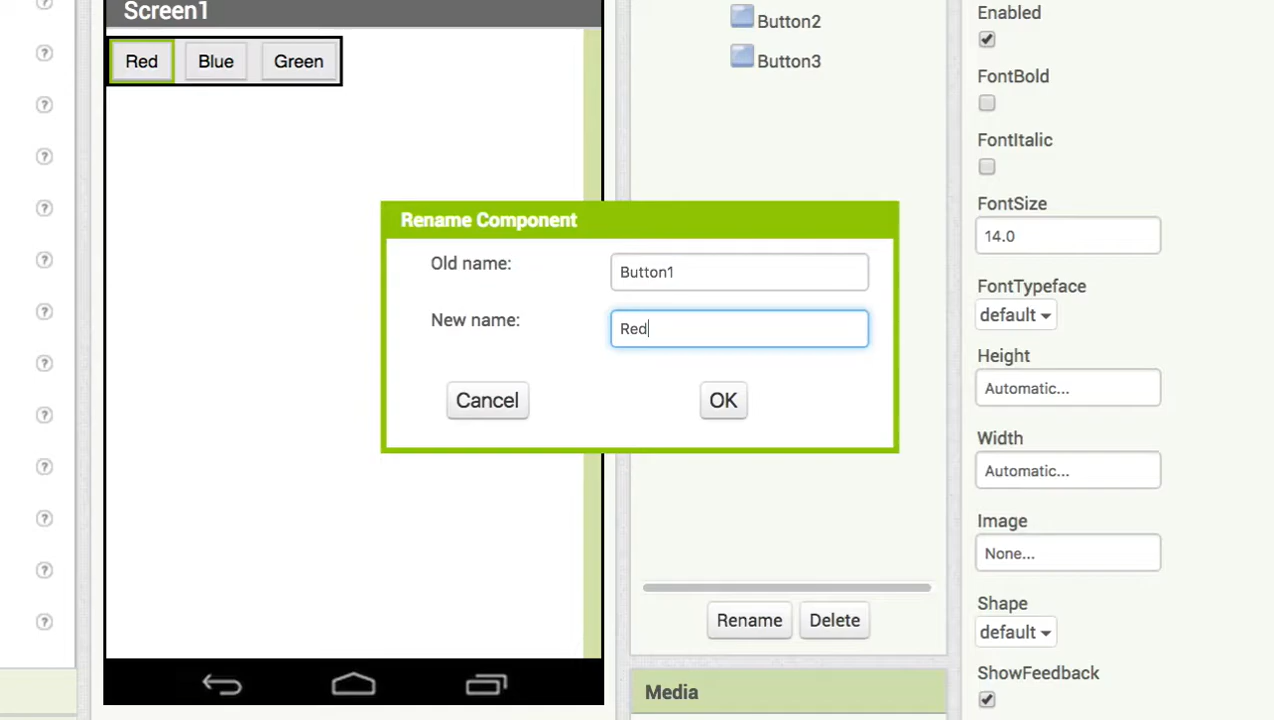 Screen1
Red
Blue
Green
Button2
Button3
Rename Component
Old name:
Button1
New name:
Red
Cancel
OK
Rename
Delete
Media
Enabled
FontBold
FontItalic
FontSize
14.0
FontTypeface
default
Height
Automatic...
Width
Automatic...
Image
None...
Shape
default
ShowFeedback
?
?
?
?
?
?
?
?
?
?
?
?
?